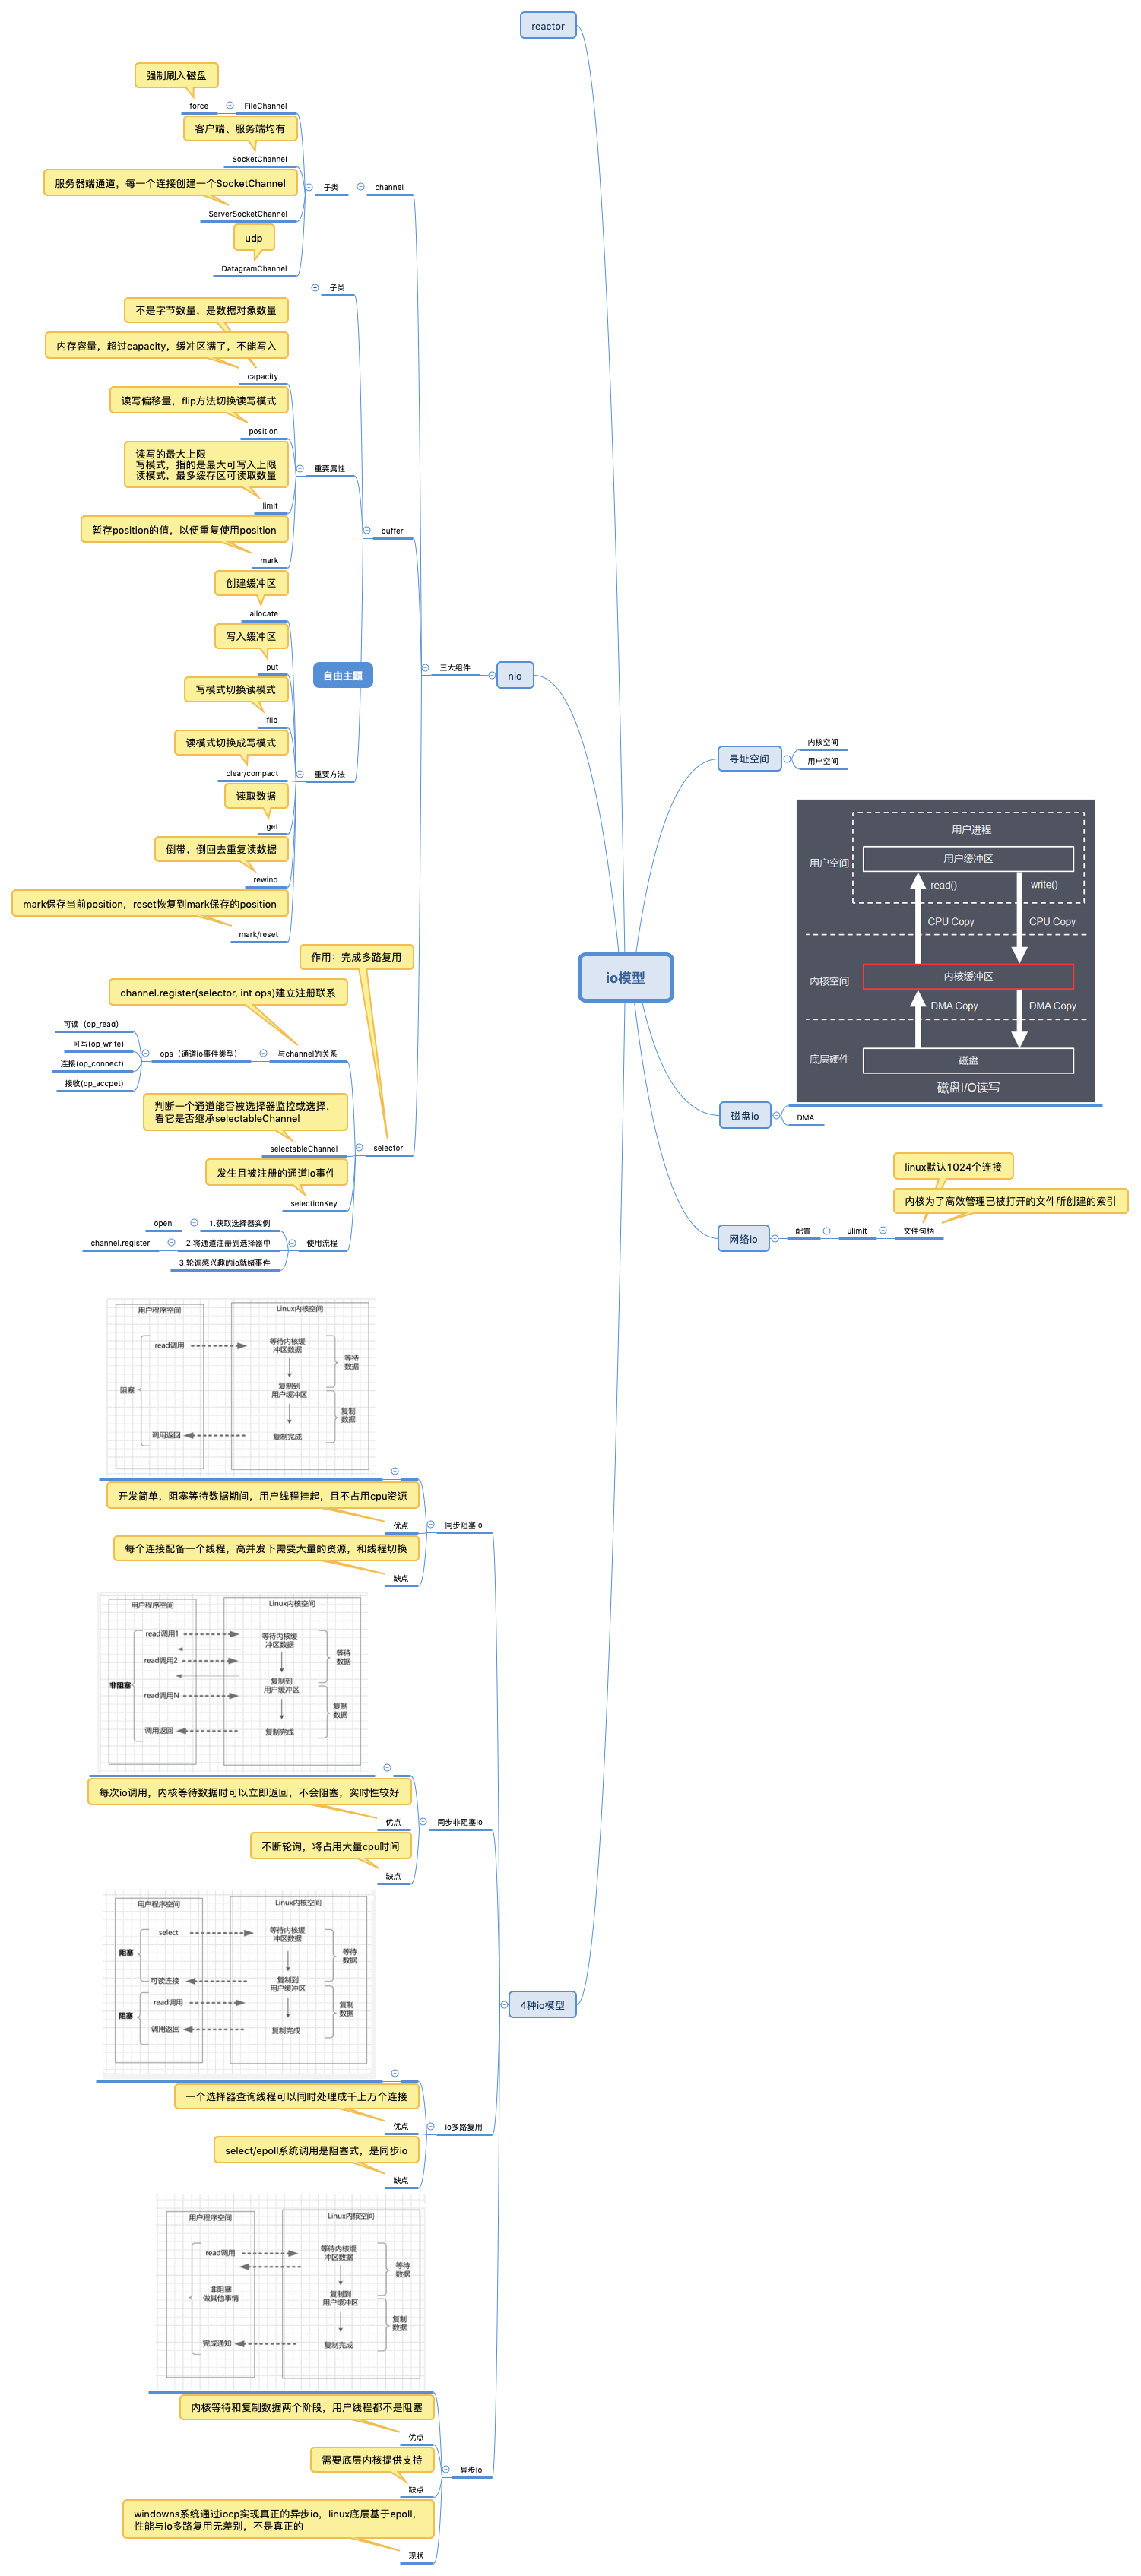 reactor
强制刷入磁盘
force
FileChannel
客户端、服务端均有
SocketChannel
服务器端通道，每一个连接创建一个SocketChannel
ServerSocketChannel
udp
DatagramChannel
子类
channel
子类
不是字节数量，是数据对象数量
内存容量，超过capacity，缓冲区满了，不能写入
capacity
读写偏移量，flip方法切换读写模式
position
读写的最大上限
写模式，指的是最大可写入上限
读模式，最多缓存区可读取数量
limit
暂存position的值，以便重复使用position
mark
重要属性
buffer
创建缓冲区
allocate
写入缓冲区
put
写模式切换读模式
flip
读模式切换成写模式
clear/compact
读取数据
get
倒带，倒回去重复读数据
rewind
mark保存当前position，reset恢复到mark保存的position
mark/reset
重要方法
自由主题
三大组件
nio
作用：完成多路复用
channel.register(selector, int ops)建立注册联系
可读（op_read）
可写(op_write)
连接(op_connect)
接收(op_accpet)
ops（通道io事件类型）
与channel的关系
判断一个通道能否被选择器监控或选择，
看它是否继承selectableChannel
selectableChannel
发生且被注册的通道io事件
selectionKey
selector
open
1.获取选择器实例
channel.register
2.将通道注册到选择器中
3.轮询感兴趣的io就绪事件
使用流程
io模型
寻址空间
内核空间
用户空间
用户进程
用户空间
用户缓冲区
read()
write()
CPU Copy
CPU Copy
内核空间
内核缓冲区
DMA Copy
DMA Copy
底层硬件
磁盘
磁盘I/O读写
磁盘io
DMA
linux默认1024个连接
内核为了高效管理已被打开的文件所创建的索引
网络io
配置
ulimit
文件句柄
用户程序空间
Linux内核空间
read调用
等待内核缓
冲区数据
等待
数据
阻塞
复制到
用户缓冲区
复制
数据
调用返回
复制完成
开发简单，阻塞等待数据期间，用户线程挂起，且不占用cpu资源
优点
同步阻塞io
每个连接配备一个线程，高并发下需要大量的资源，和线程切换
缺点
用户程序空间
Linux内核空间
read调用1
等待内核缓
冲区数据
read调用2
等待
数据
非阻塞
复制到
用户缓冲区
read调用N
复制
数据
调用返回
复制完成
每次io调用，内核等待数据时可以立即返回，不会阻塞，实时性较好
优点
同步非阻塞io
不断轮询，将占用大量cpu时间
缺点
用户程序空间
Linux内核空间
select
等待内核缓
冲区数据
阻塞
等待
数据
可读连接
复制到
用户缓冲区
read调用
阻塞
复制
数据
调用返回
复制完成
4种io模型
一个选择器查询线程可以同时处理成千上万个连接
优点
io多路复用
select/epoll系统调用是阻塞式，是同步io
缺点
用户程序空间
Linux内核空间
read调用
等待内核缓
冲区数据
等待
数据
非阻塞
做其他事情
复制到
用户缓冲区
复制
数据
完成通知
复制完成
内核等待和复制数据两个阶段，用户线程都不是阻塞
优点
需要底层内核提供支持
异步io
缺点
windowns系统通过iocp实现真正的异步io，linux底层基于epoll，
性能与io多路复用无差别，不是真正的
现状